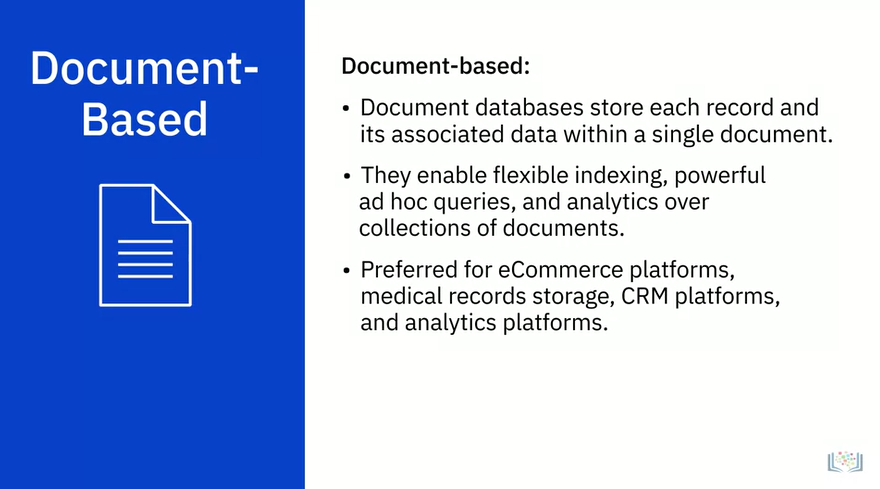 Document-
Based
Document-based:
• Document databases store each record and
its associated data within a single document.
• They enable flexible indexing, powerful
ad hoc queries, and analytics over
collections of documents.
• Preferred for eCommerce platforms,
medical records storage, CRM platforms,
and analytics platforms.